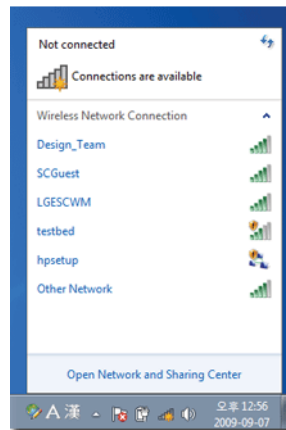 Not connected
Connections are available
Wireless Network Connection
Design_Team
SCGuest
LGESCWM
testbed
hpsetup
Other Network
Open Network and Sharing Center
A 漢
오후 12:56
2009-09-07